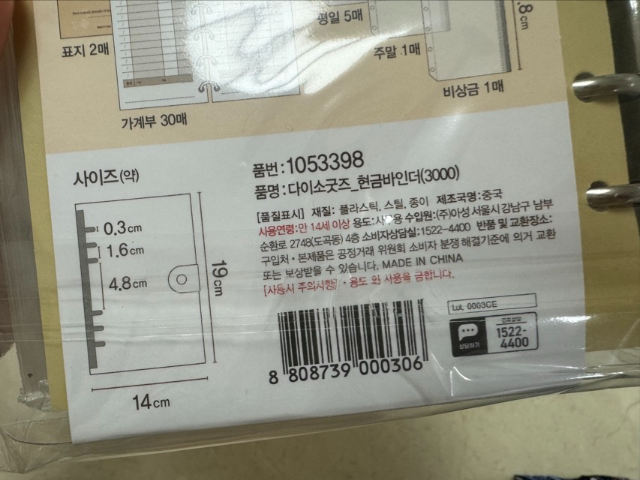 표지 2매
가계부 30매
평일 5매
주말 1매
비상금 1매
.8cm
사이즈(약)
0.3cm
1.6cm
4.8cm
19cm
14cm
품번:1053398
품명:다이소굿즈_현금바인더(3000)
[품질표시] 재질: 플라스틱, 스틸, 종이 제조국명:중국
사용연령:만 14세 이상 용도: 수입원:(주)아성 서울시 강남구 남부
순환로 2748(도곡동) 4층 소비자상담실:1522-4400 반품 및 교환장소:
구입처 • 본제품은 공정거래 위원회 소비자 분쟁 해결기준에 의거 교환
또는 보상받을 수 있습니다. MADE IN CHINA
[사용시 주의사항] • 용도 외 사용을 금합니다.
Lot. 0003CE
상담하기
1522-
4400
8 808739 000306